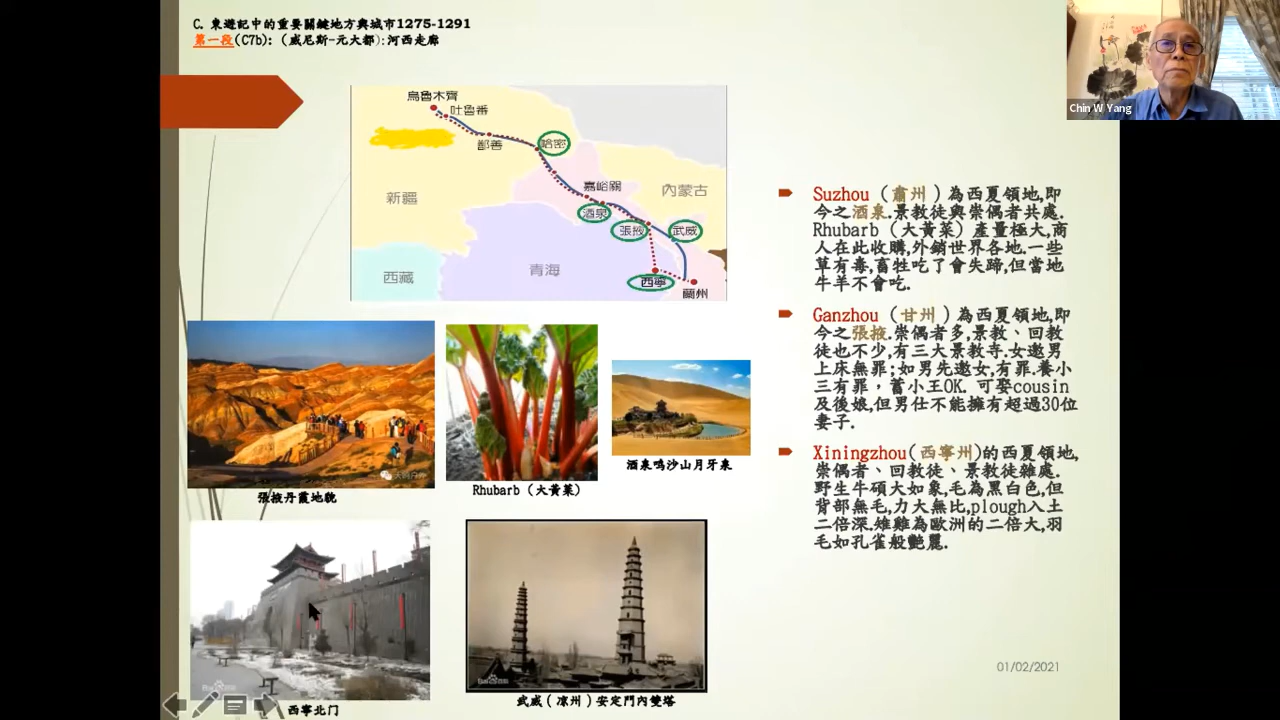 C. 東遊記中的重要關鍵地方與城市1275-1291
第一段(C7b): (威尼斯-元大都):河西走廊
Chin W Yang
烏魯木齊
吐魯番
鄯善
哈密
新疆
嘉峪關
內蒙古
酒泉
張掖
武威
西藏
青海
西寧
蘭州
Suzhou (肅州)為西夏領地,即
今之酒泉.景教徒與崇偶者共處.
Rhubarb (大黃菜) 產量極大,商
人在此收購,外銷世界各地.一些
草有毒,畜牲吃了會失蹄,但當地
牛羊不會吃.
Ganzhou (甘州)為西夏領地,即
今之張掖.崇偶者多,景教、回教
徒也不少,有三大景教寺.女邀男
上床無罪;如男先邀女,有罪.養小
三有罪，蓄小王OK. 可娶cousin
及後娘,但男仕不能擁有超過30位
妻子.
Xiningzhou(西寧州)的西夏領地,
崇偶者、回教徒、景教徒雜處.
野生牛碩大如象,毛為黑白色,但
背部無毛,力大無比,plough入土
二倍深.雉雞為歐洲的二倍大,羽
毛如孔雀般艷麗.
張掖丹霞地貌
Rhubarb (大黃菜)
酒泉鳴沙山月牙泉
西寧北门
武威(凉州)安定門內雙塔
01/02/2021